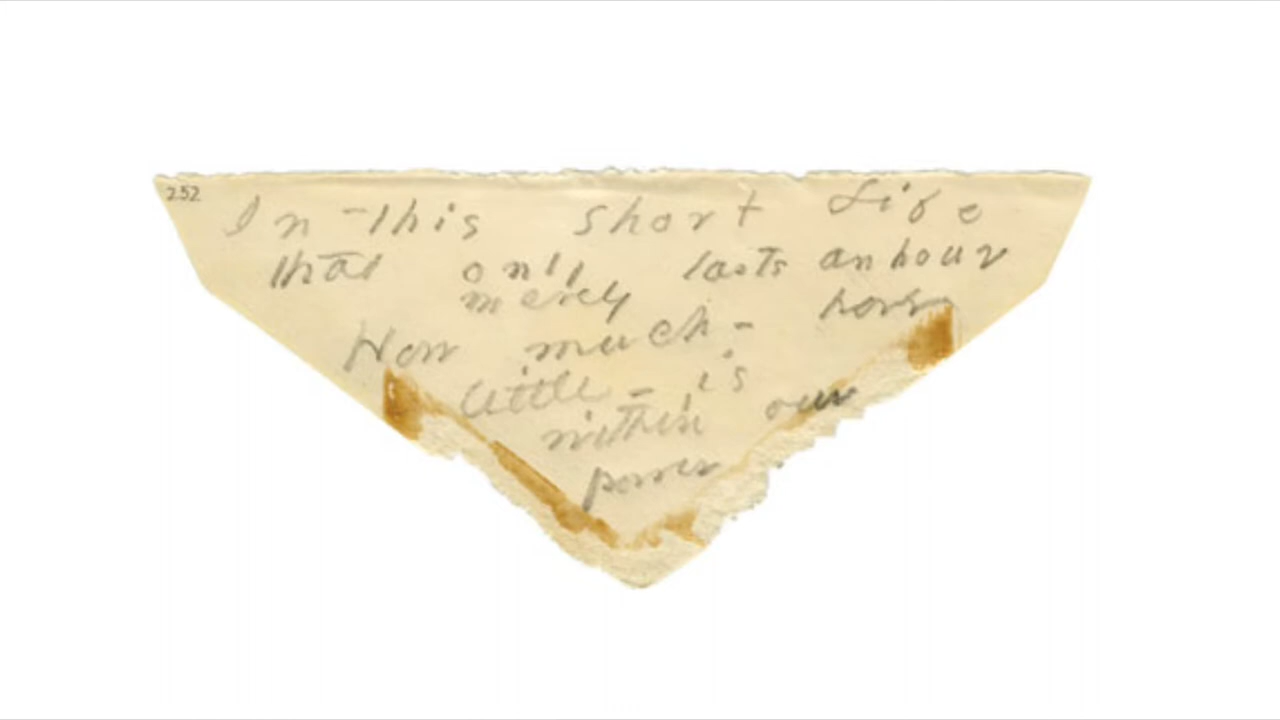 252
In this short Life
that only lasts an hour
merely
How much - how
little - is
within our
power